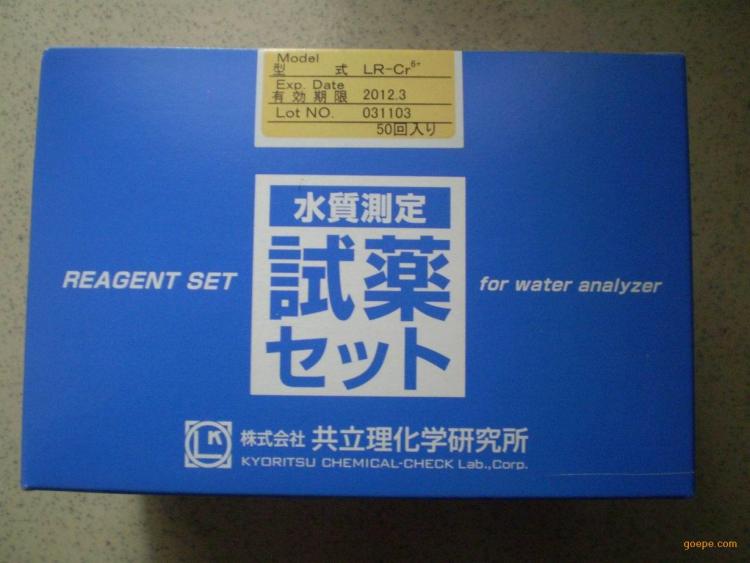 Model
型 式 LR-Cr6+
Exp. Date
有効期限 2012.3
Lot NO. 031103
50回入り
水質測定
REAGENT SET 試薬 for water analyzer
セット
LK 株式会社 共立理化学研究所
KYORITSU CHEMICAL-CHECK Lab.,Corp.
goepe.com